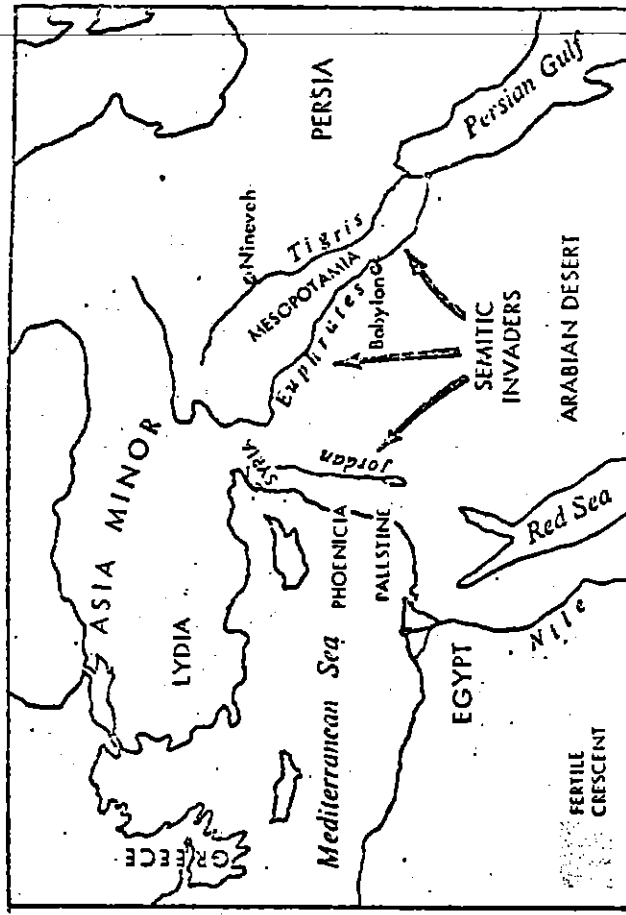 ASIA MINOR
LYDIA
GREECE
PERSIA
Nineveh
Tigris
MESOPOTAMIA
Euphrates
Babylon
SYRIA
Jordan
PHOENICIA
PALLSTINE
Mediterranean Sea
SEMITIC
INVADERS
Persian Gulf
ARABIAN DESERT
EGYPT
Nile
Red Sea
FERTILE
CRESCENT